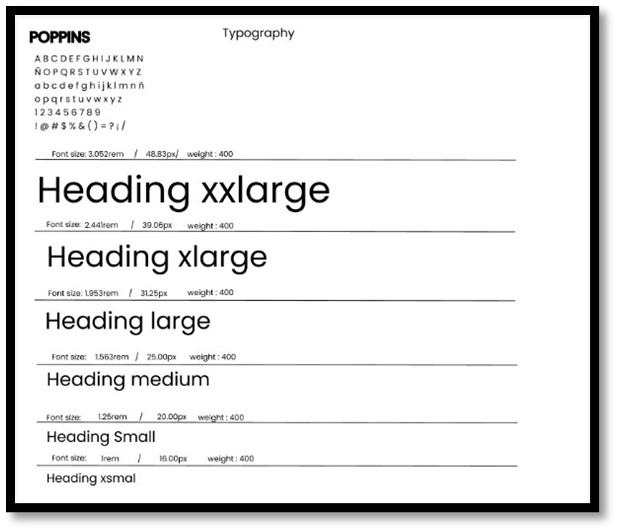 POPPINS
Typography
A B C D E F G H I J K L M N
Ñ O P Q R S T U V W X Y Z
a b c d e f g h i j k l m n ñ
o p q r s t u v w x y z
1 2 3 4 5 6 7 8 9
! @ # $ % & ( ) = ? ¡ /
Font size: 3.052rem / 48.83px/ weight : 400
Heading xxlarge
Font size: 2.441rem / 39.06px weight : 400
Heading xlarge
Font size: 1.953rem / 31.25px weight : 400
Heading large
Font size: 1.563rem / 25.00px weight : 400
Heading medium
Font size: 1.25rem / 20.00px weight : 400
Heading Small
Font size: 1rem / 16.00px weight : 400
Heading xsmal